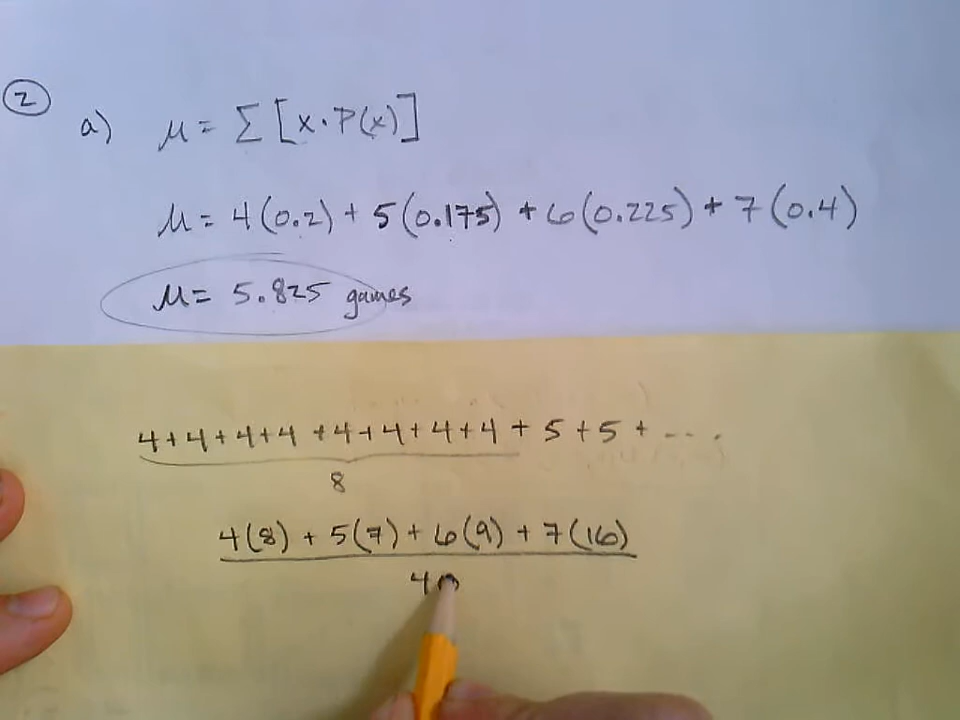 2
a) μ = Σ [x · P(x)]
μ = 4(0.2) + 5(0.175) + 6(0.225) + 7(0.4)
μ = 5.825 games
4+4+4+4+4+4+4+4+5+5+ ....
8
4(8) + 5(7) + 6(9) + 7(16)
40